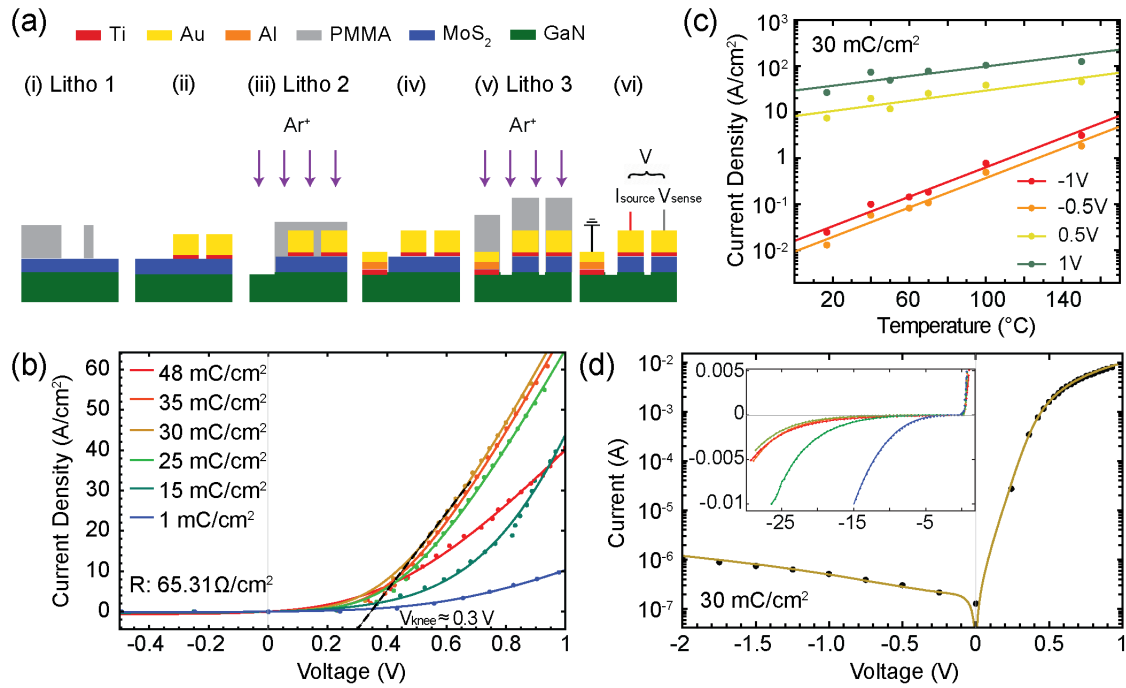 (a)
Ti Au Al PMMA MoS₂ GaN
(i) Litho 1 (ii) (iii) Litho 2 (iv) (v) Litho 3 (vi)
Ar⁺ Ar⁺
V
Isource Vsense
(b)
60
50
40
30
20
10
0
Current Density (A/cm²)
48 mC/cm²
35 mC/cm²
30 mC/cm²
25 mC/cm²
15 mC/cm²
1 mC/cm²
R: 65.31Ω/cm²
Vknee≈ 0.3 V
-0.4 -0.2 0 0.2 0.4 0.6 0.8 1
Voltage (V)
(c)
10³
10²
10
1
10⁻¹
10⁻²
Current Density (A/cm²)
30 mC/cm²
-1V
-0.5V
0.5V
1V
20 60 100 140
Temperature (°C)
(d)
10⁻²
10⁻³
10⁻⁴
10⁻⁵
10⁻⁶
10⁻⁷
Current (A)
0.005
0
-0.005
-0.01
-25 -15 -5
30 mC/cm²
-2 -1.5 -1.0 -0.5 0 0.5 1
Voltage (V)